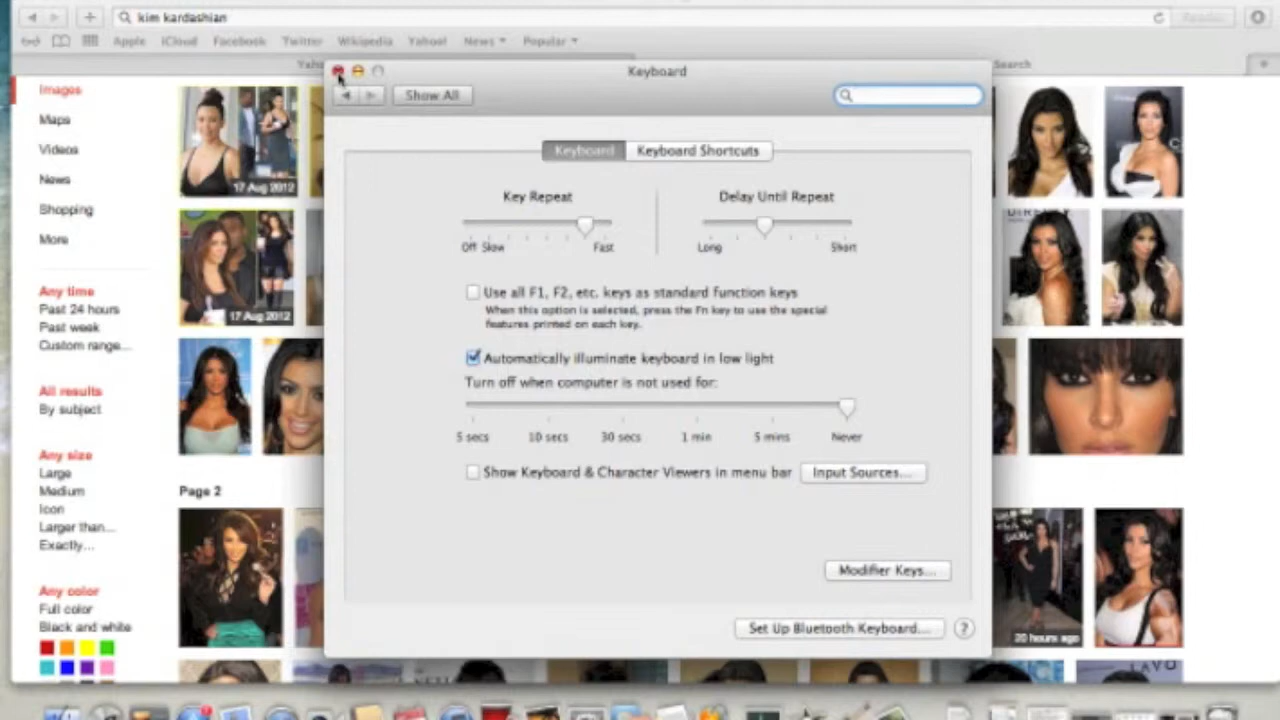 kim kardashian
Reader
Apple iCloud Facebook Twitter Wikipedia Yahoo! News Popular
Yaho
Search
Keyboard
Show All
Images
Maps
Videos
News
Shopping
More
Any time
Past 24 hours
Past week
Custom range...
All results
By subject
Any size
Large
Medium
Icon
Larger than...
Exactly...
Any color
Full color
Black and white
17 Aug 2012
17 Aug 2012
Page 2
Keyboard Keyboard Shortcuts
Key Repeat Delay Until Repeat
Off Slow Fast Long Short
Use all F1, F2, etc. keys as standard function keys
When this option is selected, press the Fn key to use the special
features printed on each key.
Automatically illuminate keyboard in low light
Turn off when computer is not used for:
5 secs 10 secs 30 secs 1 min 5 mins Never
Show Keyboard & Character Viewers in menu bar Input Sources...
Modifier Keys...
Set Up Bluetooth Keyboard... ?
20 hours ago
LAVO